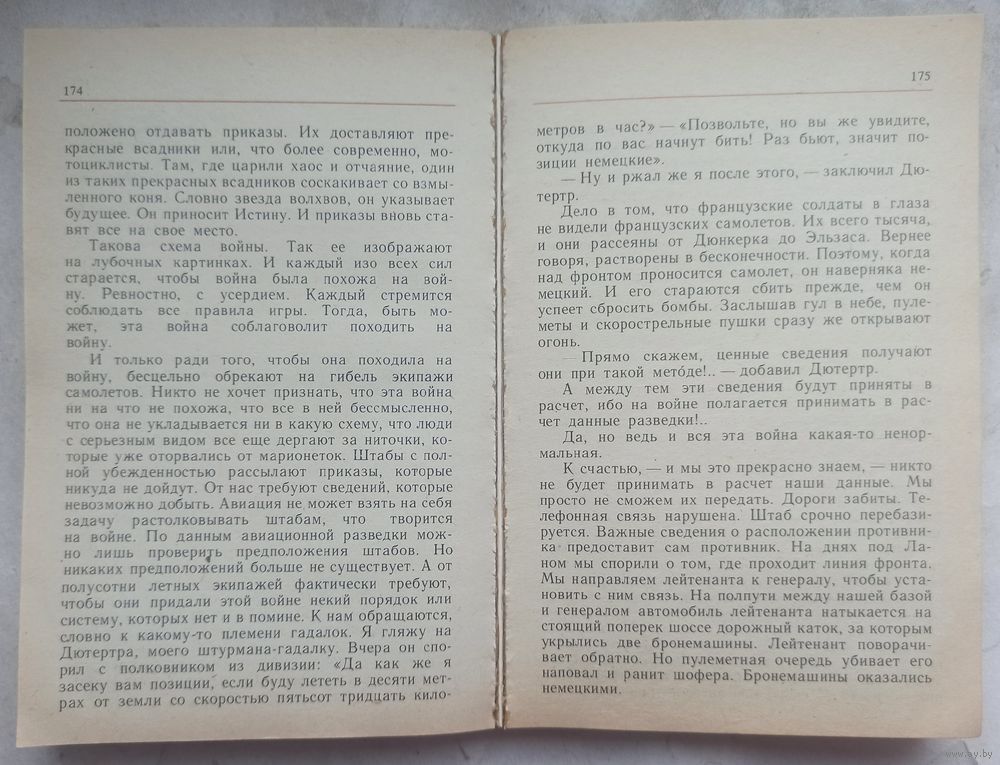 174
положено отдавать приказы. Их доставляют пре-
красные всадники или, что более современно, мо-
тоциклисты. Там, где царили хаос и отчаяние, один
из таких прекрасных всадников соскакивает со взмы-
ленного коня. Словно звезда волхвов, он указывает
будущее. Он приносит Истину. И приказы вновь ста-
вят все на свое место.
Такова схема войны. Так ее изображают
на лубочных картинках. И каждый изо всех сил
старается, чтобы война была похожа на вой-
ну. Ревностно, с усердием. Каждый стремится
соблюдать все правила игры. Тогда, быть мо-
жет, эта война соблаговолит походить на
войну.
И только ради того, чтобы она походила на
войну, бесцельно обрекают на гибель экипажи
самолетов. Никто не хочет признать, что эта война
ни на что не похожа, что все в ней бессмысленно,
что она не укладывается ни в какую схему, что люди
с серьезным видом все еще дергают за ниточки, ко-
торые уже оторвались от марионеток. Штабы с пол-
ной убежденностью рассылают приказы, которые
никуда не дойдут. От нас требуют сведений, которые
невозможно добыть. Авиация не может взять на себя
задачу растолковывать штабам, что творится
на войне. По данным авиационной разведки мож-
но лишь проверить предположения штабов. Но
никаких предположений больше не существует. А от
полусотни летных экипажей фактически требуют,
чтобы они придали этой войне некий порядок или
систему, которых нет и в помине. К нам обращаются,
словно к какому-то племени гадалок. Я гляжу на
Дютертра, моего штурмана-гадалку. Вчера он спо-
рил с полковником из дивизии: «Да как же я
засеку вам позиции, если буду лететь в десяти мет-
рах от земли со скоростью пятьсот тридцать кило-
175
метров в час?» — «Позвольте, но вы же увидите,
откуда по вас начнут бить! Раз бьют, значит по-
зиции немецкие».
— Ну и ржал же я после этого, — заключил Дю-
тертр.
Дело в том, что французские солдаты в глаза
не видели французских самолетов. Их всего тысяча,
и они рассеяны от Дюнкерка до Эльзаса. Вернее
говоря, растворены в бесконечности. Поэтому, когда
над фронтом проносится самолет, он наверняка не-
мецкий. И его стараются сбить прежде, чем он
успеет сбросить бомбы. Заслышав гул в небе, пуле-
меты и скорострельные пушки сразу же открывают
огонь.
— Прямо скажем, ценные сведения получают
они при такой методе!.. — добавил Дютертр.
А между тем эти сведения будут приняты в
расчет, ибо на войне полагается принимать в рас-
чет данные разведки!..
Да, но ведь и вся эта война какая-то ненор-
мальная.
К счастью, — и мы это прекрасно знаем, — никто
не будет принимать в расчет наши данные. Мы
просто не сможем их передать. Дороги забиты. Те-
лефонная связь нарушена. Штаб срочно перебази-
руется. Важные сведения о расположении противни-
ка предоставит сам противник. На днях под Ла-
ном мы спорили о том, где проходит линия фронта.
Мы направляем лейтенанта к генералу, чтобы уста-
новить с ним связь. На полпути между нашей базой
и генералом автомобиль лейтенанта натыкается на
стоящий поперек шоссе дорожный каток, за которым
укрылись две бронемашины. Лейтенант поворачи-
вает обратно. Но пулеметная очередь убивает его
наповал и ранит шофера. Бронемашины оказались
немецкими.
www.ay.by